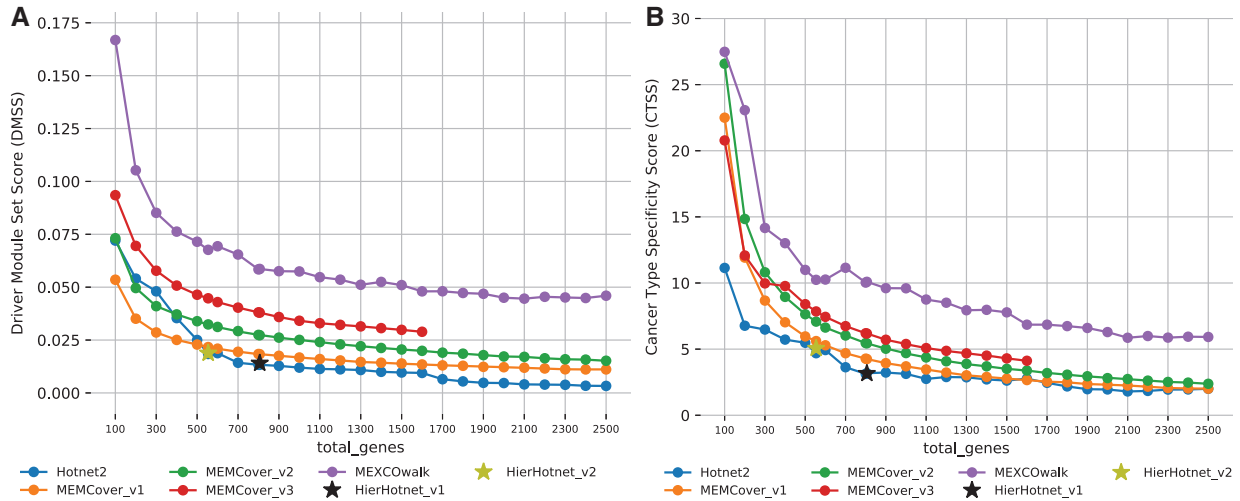 A
Driver Module Set Score (DMSS)
0.175
0.150
0.125
0.100
0.075
0.050
0.025
0.000
100 300 500 700 900 1100 1300 1500 1700 1900 2100 2300 2500
total_genes
Hotnet2 MEMCover_v2 MEXCOwalk HierHotnet_v2
MEMCover_v1 MEMCover_v3 HierHotnet_v1
B
Cancer Type Specificity Score (CTSS)
30
25
20
15
10
5
0
100 300 500 700 900 1100 1300 1500 1700 1900 2100 2300 2500
total_genes
Hotnet2 MEMCover_v2 MEXCOwalk HierHotnet_v2
MEMCover_v1 MEMCover_v3 HierHotnet_v1